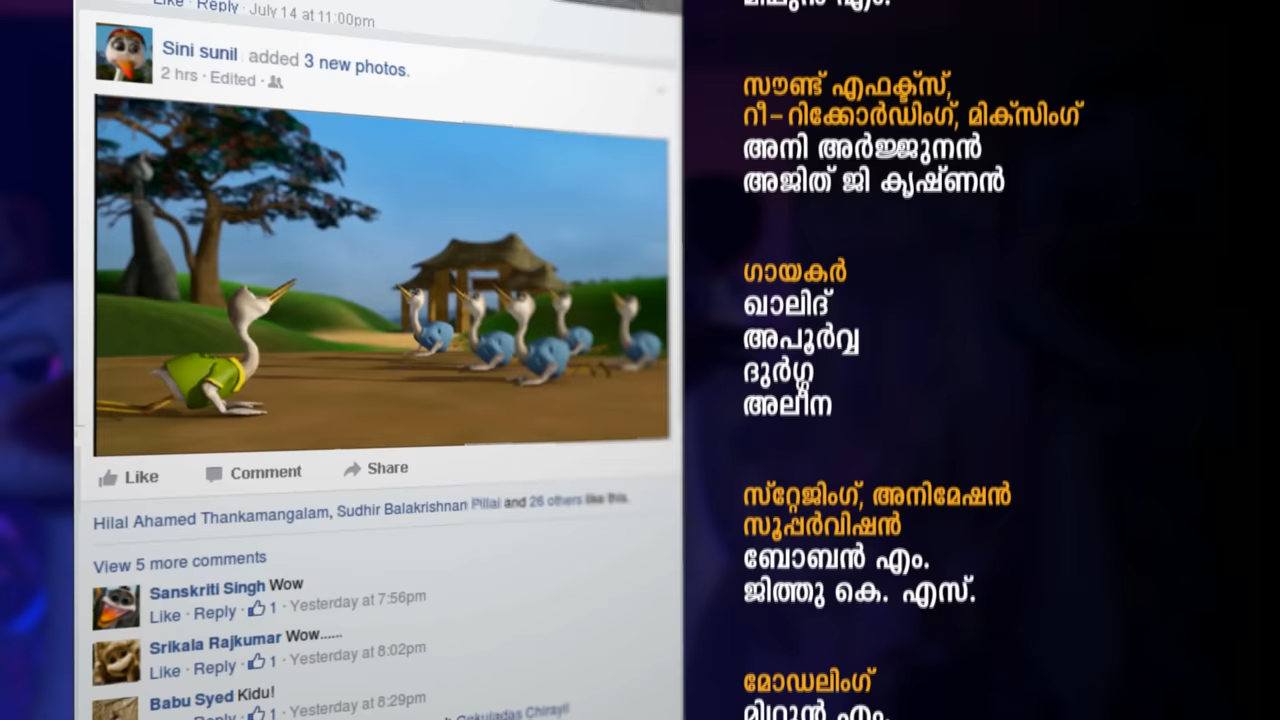 Like · Reply · July 14 at 11:00pm
Sini sunil added 3 new photos.
2 hrs · Edited ·
Like Comment Share
Hilal Ahamed Thankamangalam, Sudhir Balakrishnan Pillai and 26 others like this.
View 5 more comments
Sanskriti Singh Wow
Like · Reply · 1 · Yesterday at 7:56pm
Srikala Rajkumar Wow......
Like · Reply · 1 · Yesterday at 8:02pm
Babu Syed Kidu!
Reply · 1 · Yesterday at 8:29pm
Gokuladas Chirayil
സൗണ്ട് എഫക്ട്സ്,
റീ-റിക്കോർഡിംഗ്, മിക്സിംഗ്
അനി അർജ്ജുനൻ
അജിത് ജി കൃഷ്ണൻ
ഗായകർ
ഖാലിദ്
അപൂർവ്വ
ദുർഗ്ഗ
അലീന
സ്റ്റേജിംഗ്, അനിമേഷൻ
സൂപ്പർവിഷൻ
ബോബൻ എം.
ജിത്തു കെ. എസ്.
മോഡലിംഗ്